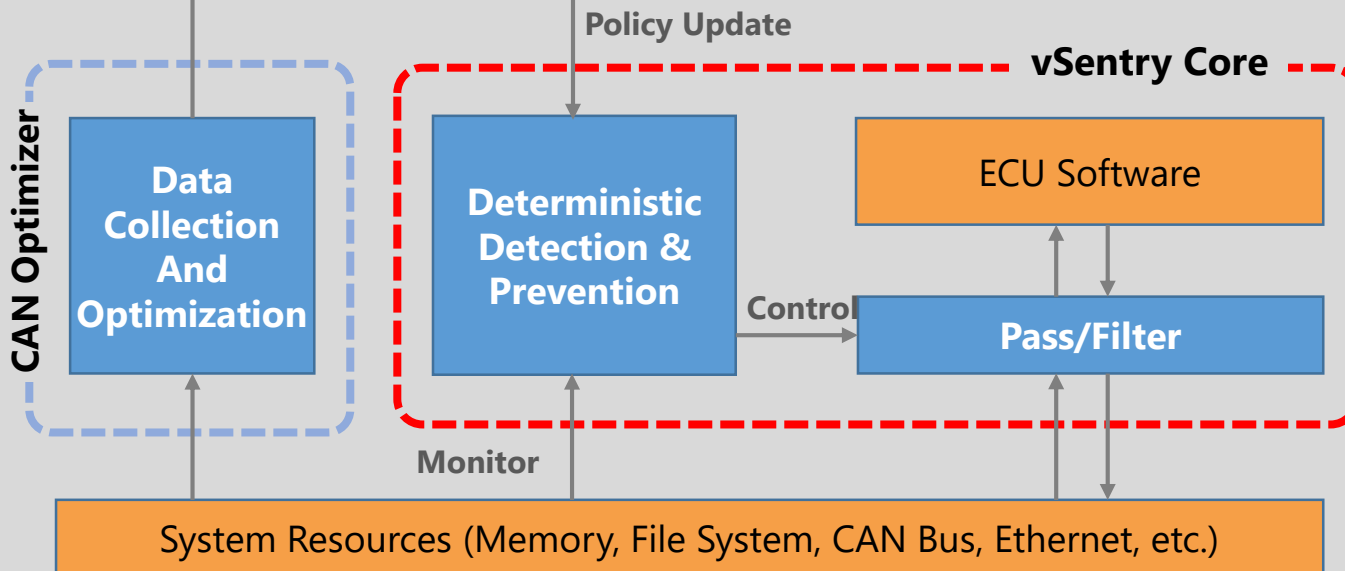 Policy Update
vSentry Core
CAN Optimizer
Data
Collection
And
Optimization
Deterministic
Detection &
Prevention
ECU Software
Control
Pass/Filter
Monitor
System Resources (Memory, File System, CAN Bus, Ethernet, etc.)